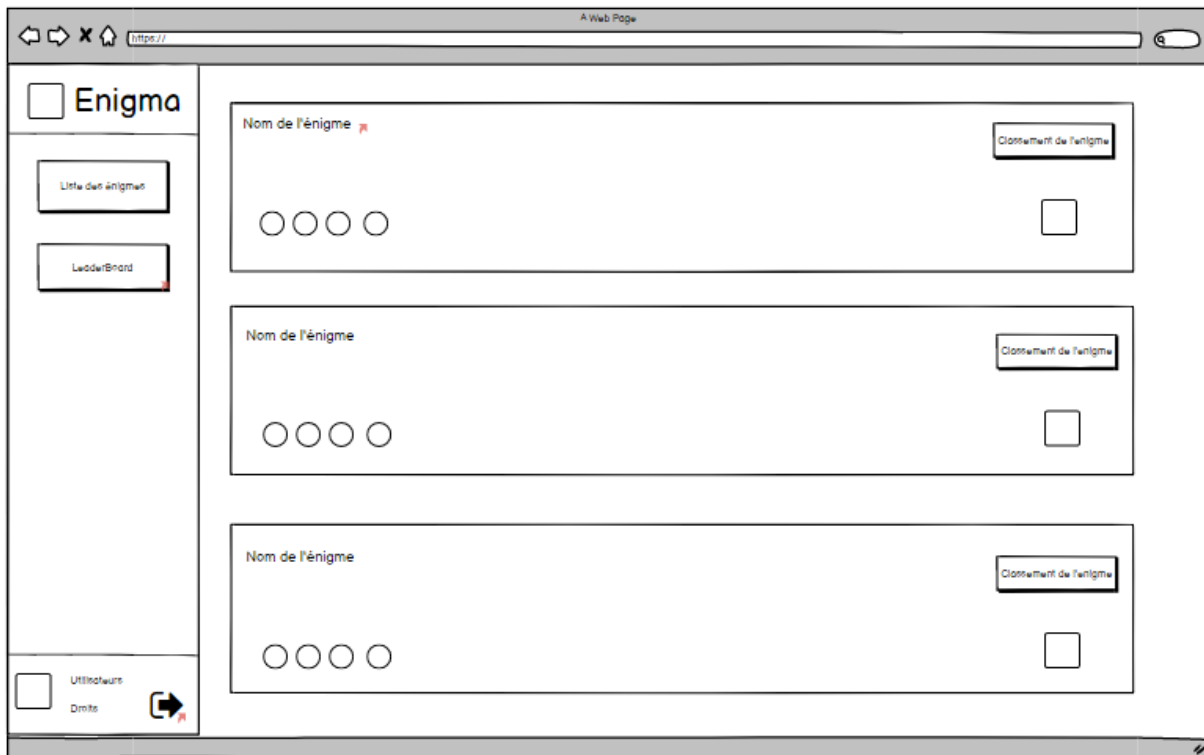 A Web Page
https://
Enigma
Liste des énigmes
LeaderBoard
Nom de l'énigme
Classement de l'enigme
Nom de l'énigme
Classement de l'enigme
Nom de l'énigme
Classement de l'enigme
Utilisateurs
Droits